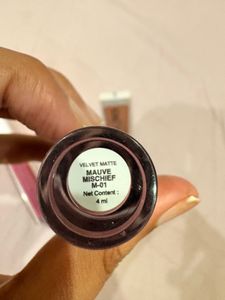 VELVET MATTE
MAUVE
MISCHIEF
M-01
Net Content :
4 ml